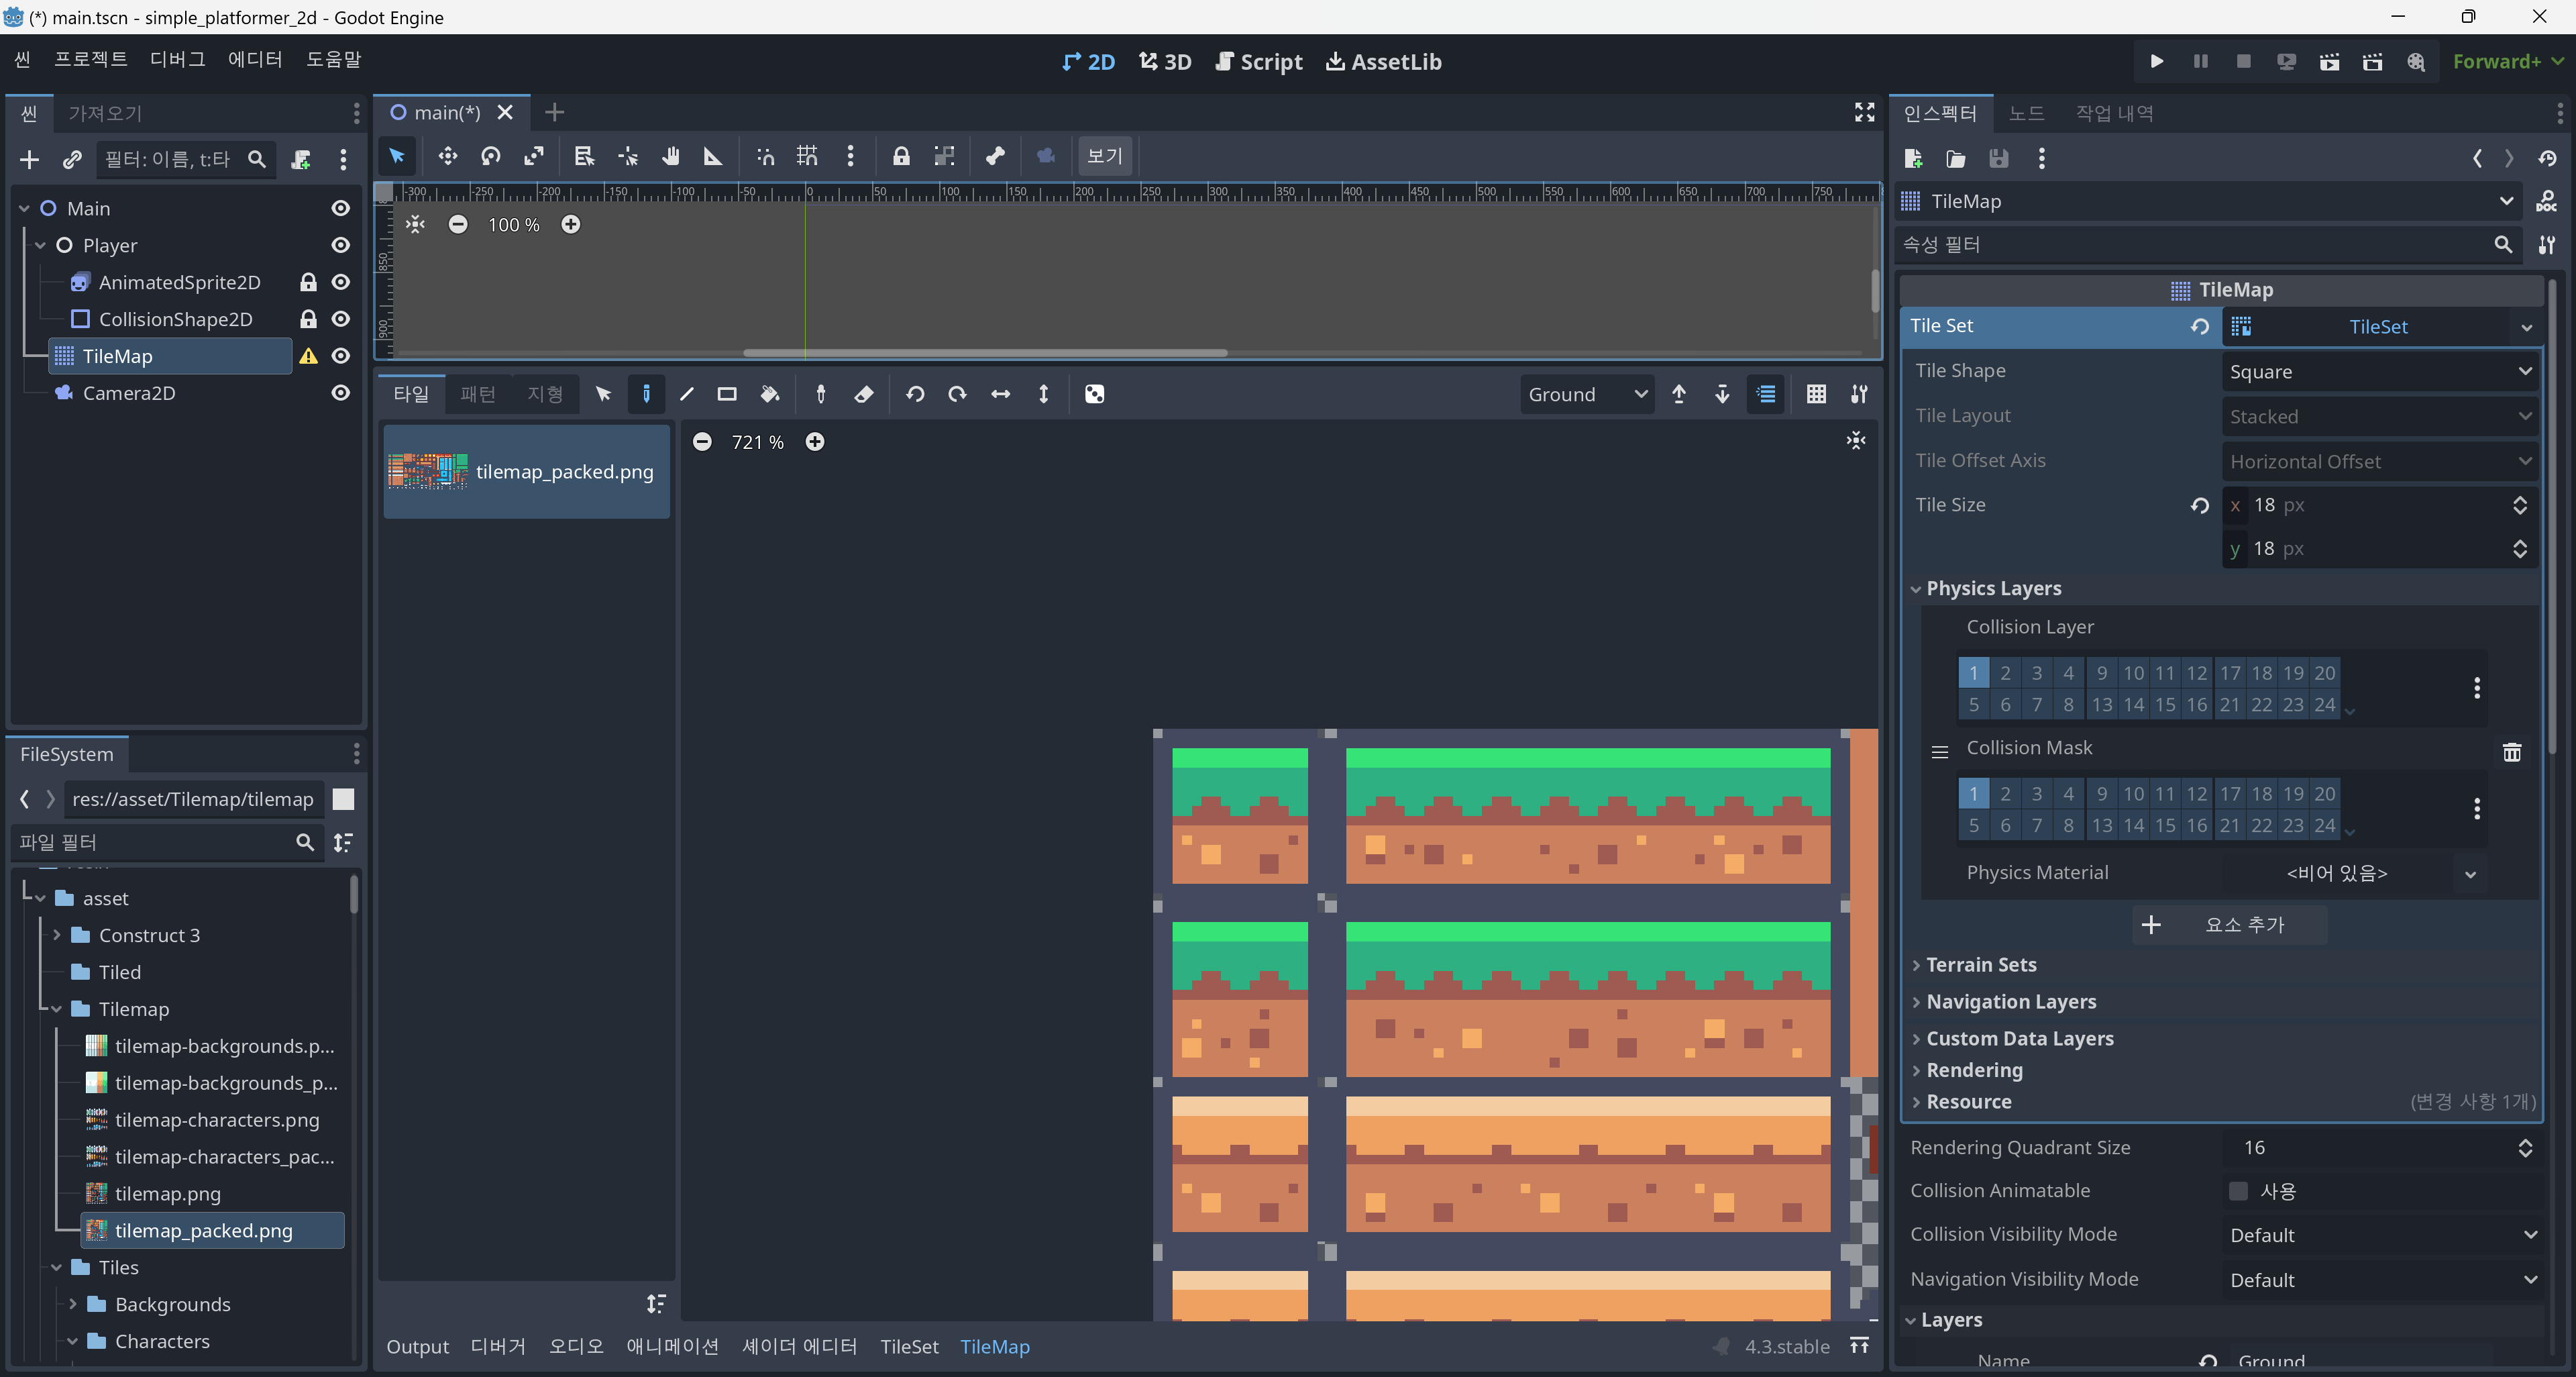 (*) main.tscn - simple_platformer_2d - Godot Engine
씬 프로젝트 디버그 에디터 도움말
2D 3D Script AssetLib
Forward+
씬 가져오기
필터: 이름, t:타
Main
Player
AnimatedSprite2D
CollisionShape2D
TileMap
Camera2D
FileSystem
res://asset/Tilemap/tilemap
파일 필터
asset
Construct 3
Tiled
Tilemap
tilemap-backgrounds.p...
tilemap-backgrounds_p...
tilemap-characters.png
tilemap-characters_pac...
tilemap.png
tilemap_packed.png
Tiles
Backgrounds
Characters
main(*)
보기
-300 -250 -200 -150 -100 -50 0 50 100 150 200 250 300 350 400 450 500 550 600 650 700 750
100 %
850
900
타일 패턴 지형
Ground
tilemap_packed.png
721 %
Output 디버거 오디오 애니메이션 셰이더 에디터 TileSet TileMap
4.3.stable
인스펙터 노드 작업 내역
TileMap
DOC
속성 필터
TileMap
Tile Set TileSet
Tile Shape Square
Tile Layout Stacked
Tile Offset Axis Horizontal Offset
Tile Size x 18 px
y 18 px
Physics Layers
Collision Layer
1 2 3 4 9 10 11 12 17 18 19 20
5 6 7 8 13 14 15 16 21 22 23 24
Collision Mask
1 2 3 4 9 10 11 12 17 18 19 20
5 6 7 8 13 14 15 16 21 22 23 24
Physics Material <비어 있음>
요소 추가
Terrain Sets
Navigation Layers
Custom Data Layers
Rendering
Resource (변경 사항 1개)
Rendering Quadrant Size 16
Collision Animatable 사용
Collision Visibility Mode Default
Navigation Visibility Mode Default
Layers
Name Ground